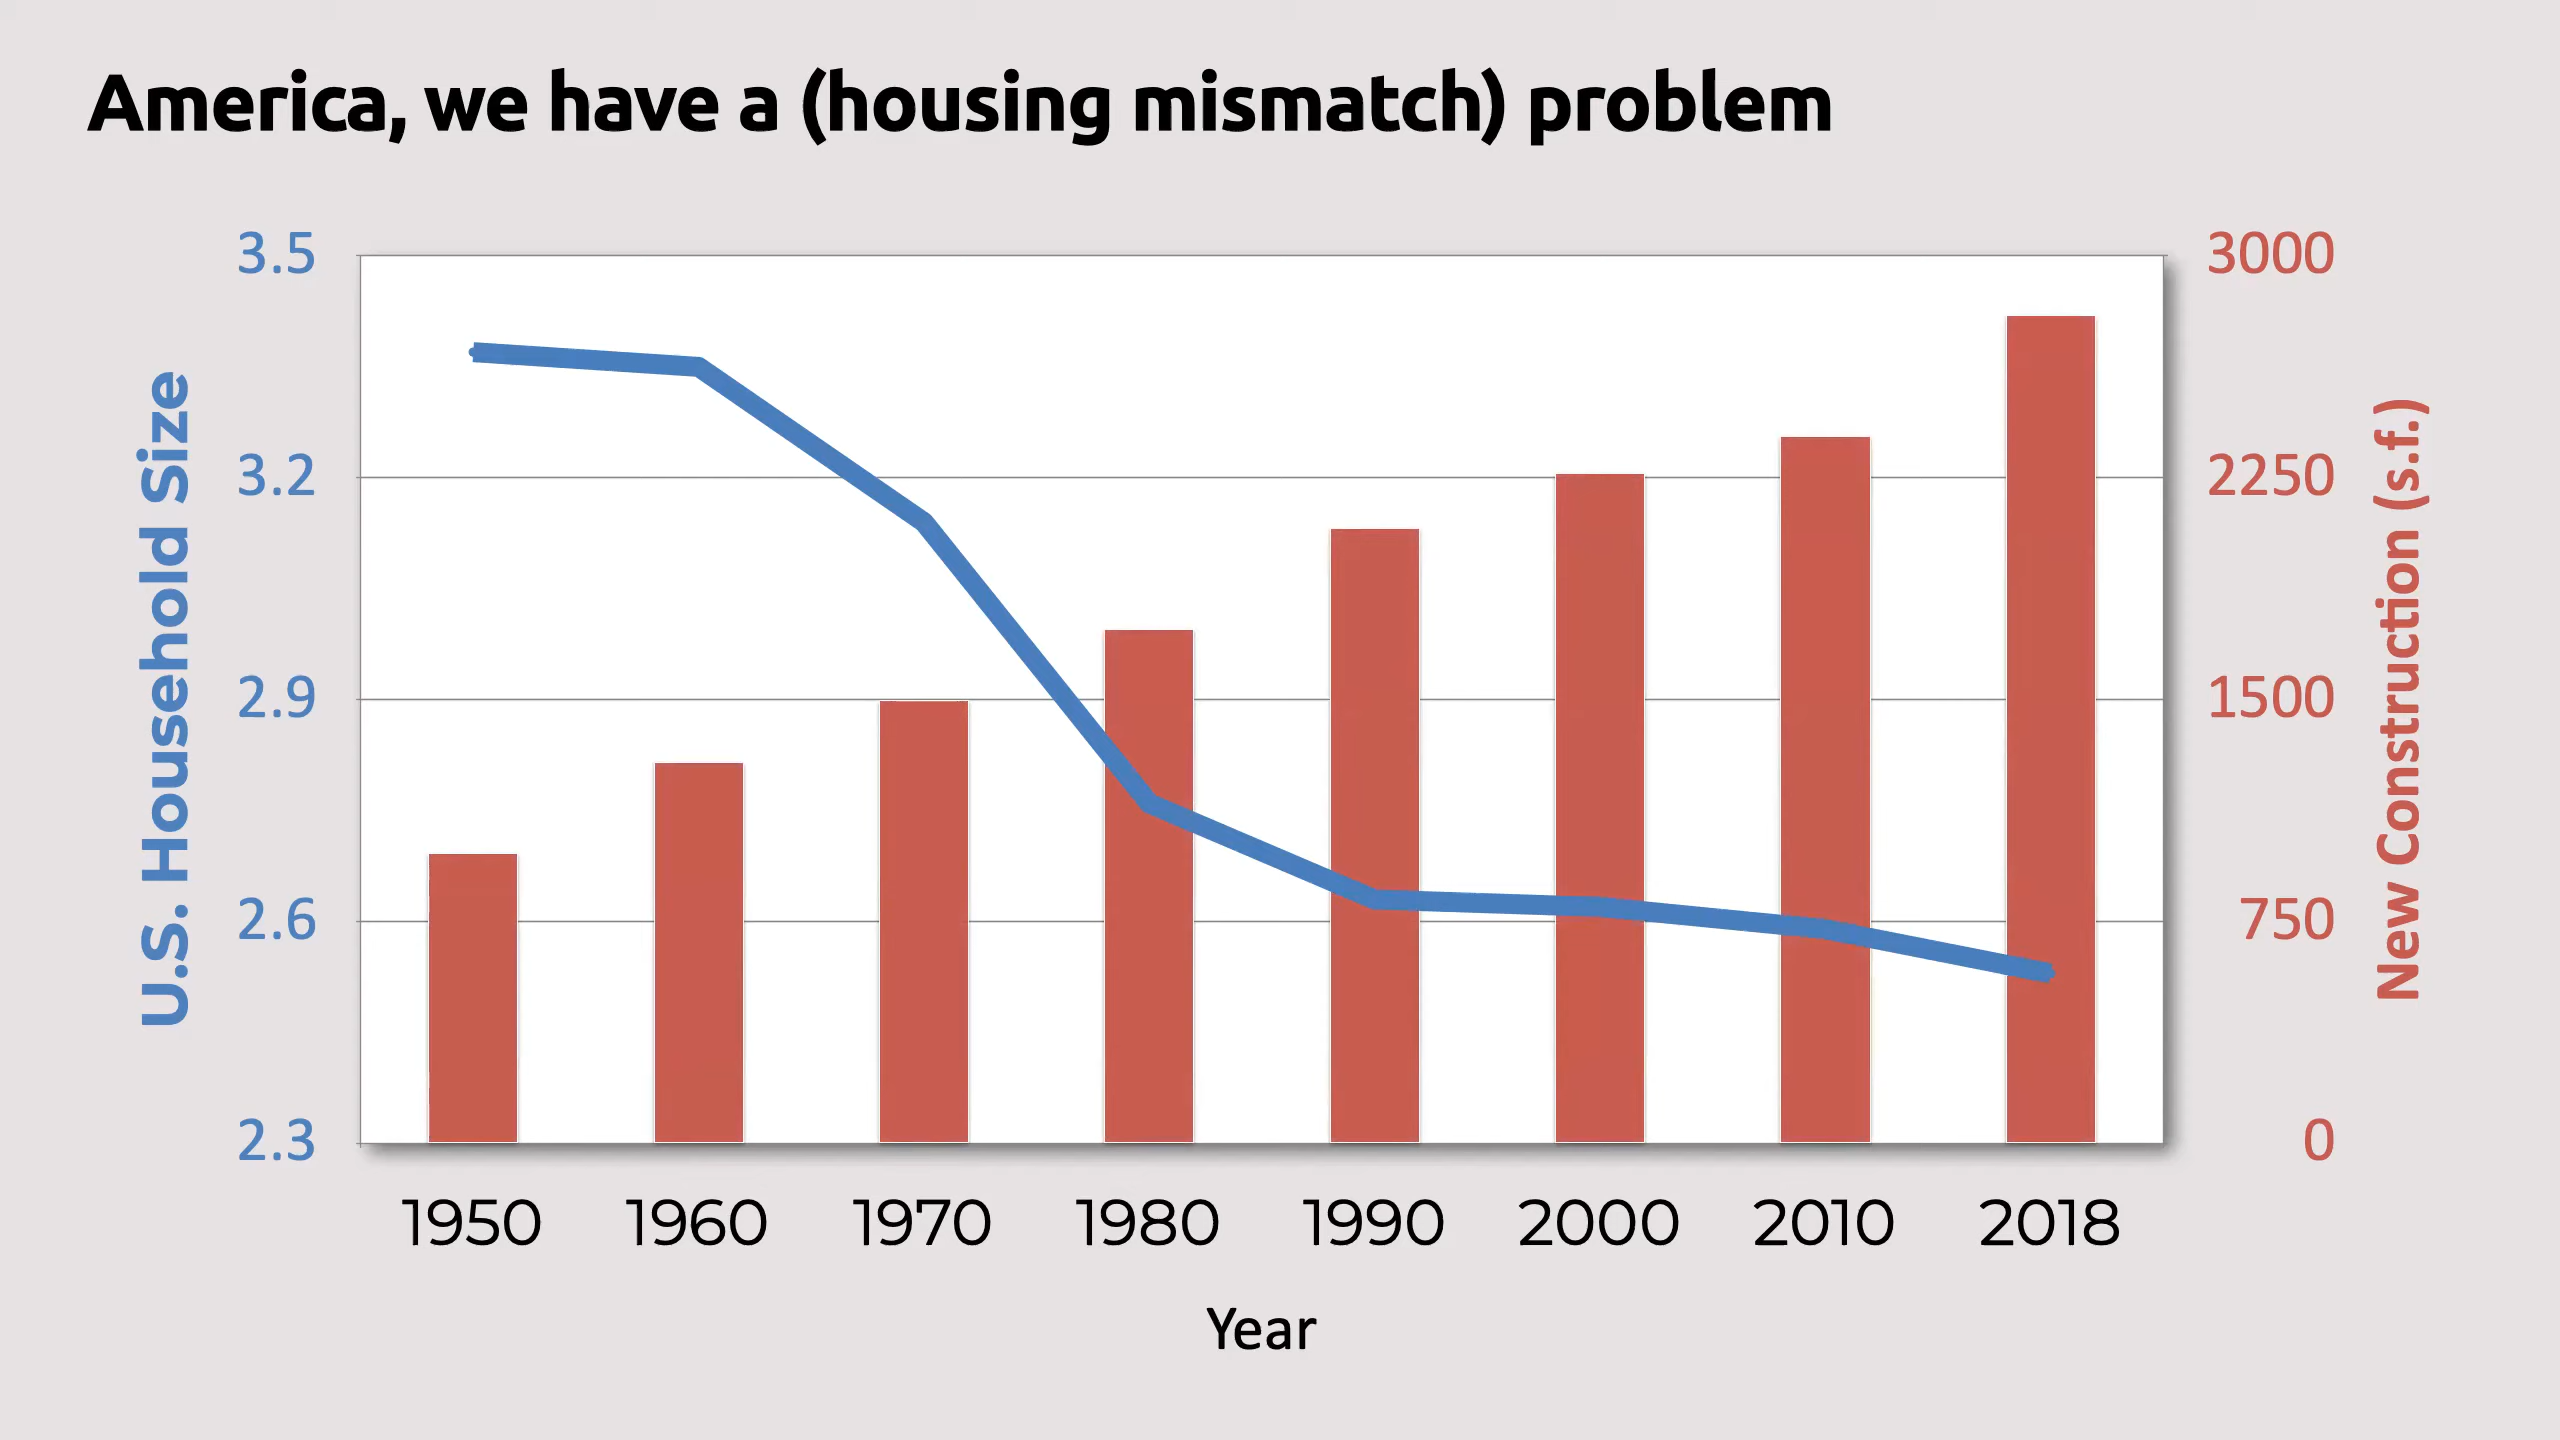 America, we have a (housing mismatch) problem
U.S. Household Size
3.5
3.2
2.9
2.6
2.3
3000
2250
1500
750
0
New Construction (s.f.)
1950 1960 1970 1980 1990 2000 2010 2018
Year